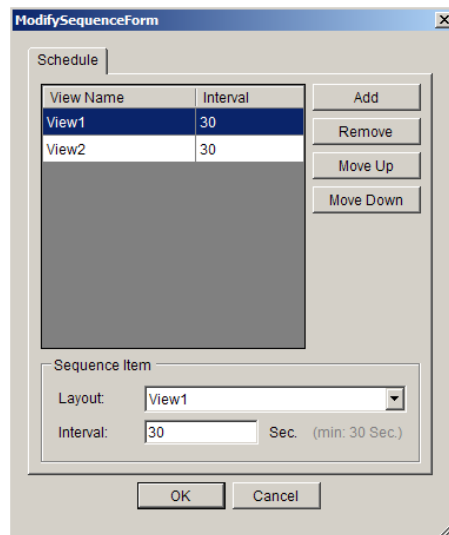 ModifySequenceForm
Schedule
View Name Interval
View1 30
View2 30
Add
Remove
Move Up
Move Down
Sequence Item
Layout: View1
Interval: 30 Sec. (min: 30 Sec.)
OK Cancel